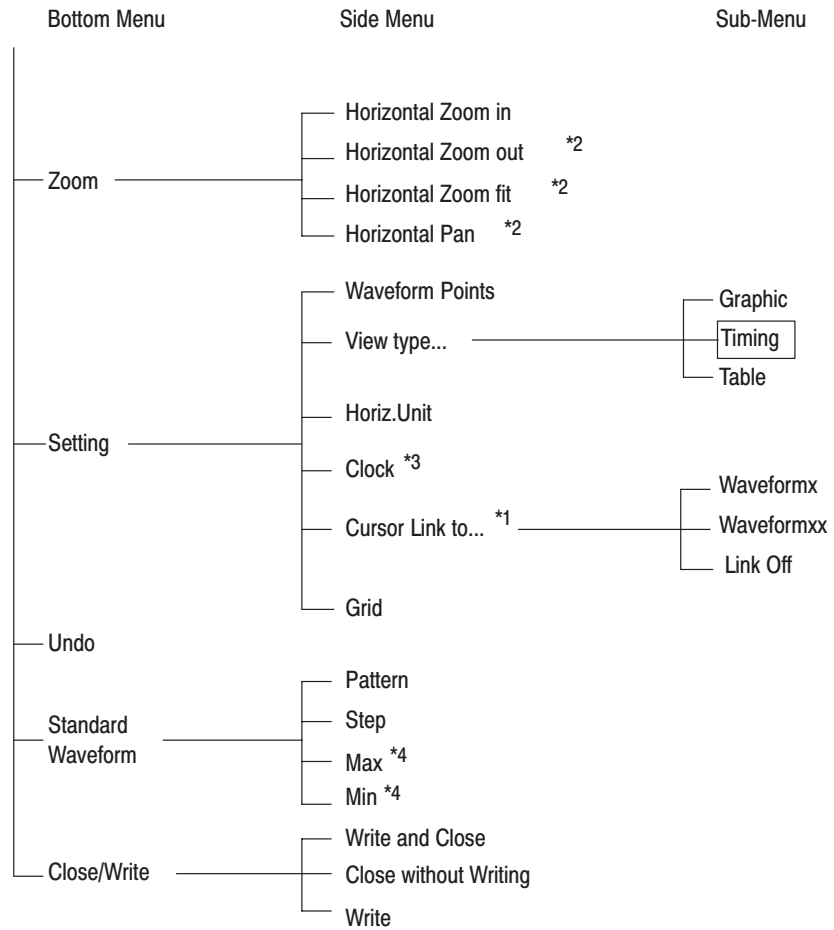 Bottom Menu Side Menu Sub-Menu
Horizontal Zoom in
Horizontal Zoom out *2
Zoom
Horizontal Zoom fit *2
Horizontal Pan *2
Waveform Points
Graphic
View type...
Timing
Table
Horiz.Unit
Setting
Clock *3
Waveformx
Cursor Link to... *1
Waveformxx
Link Off
Grid
Undo
Pattern
Standard
Waveform
Step
Max *4
Min *4
Write and Close
Close/Write
Close without Writing
Write